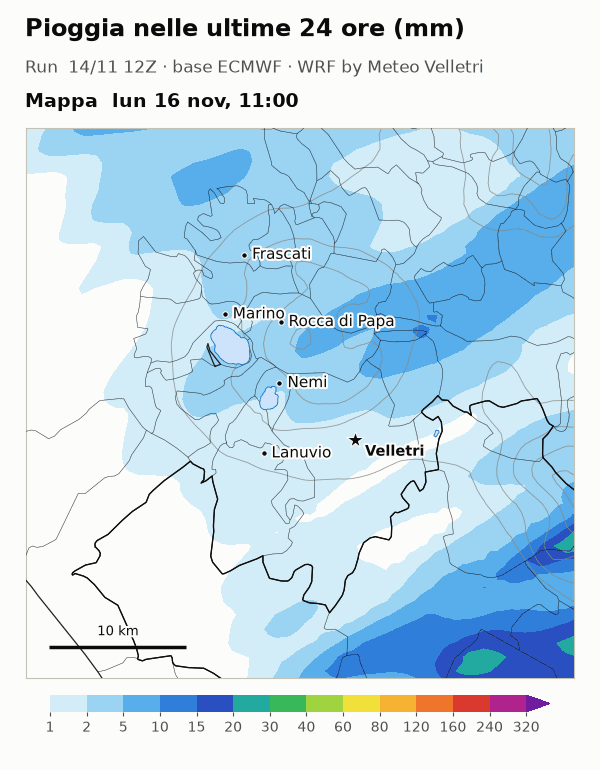 Pioggia nelle ultime 24 ore (mm)
Run  14/11 12Z · base ECMWF · WRF by Meteo Velletri
Mappa  lun 16 nov, 11:00
Frascati
Marino
Rocca di Papa
Nemi
Velletri
Lanuvio
10 km
1 2 5 10 15 20 30 40 60 80 120 160 240 320